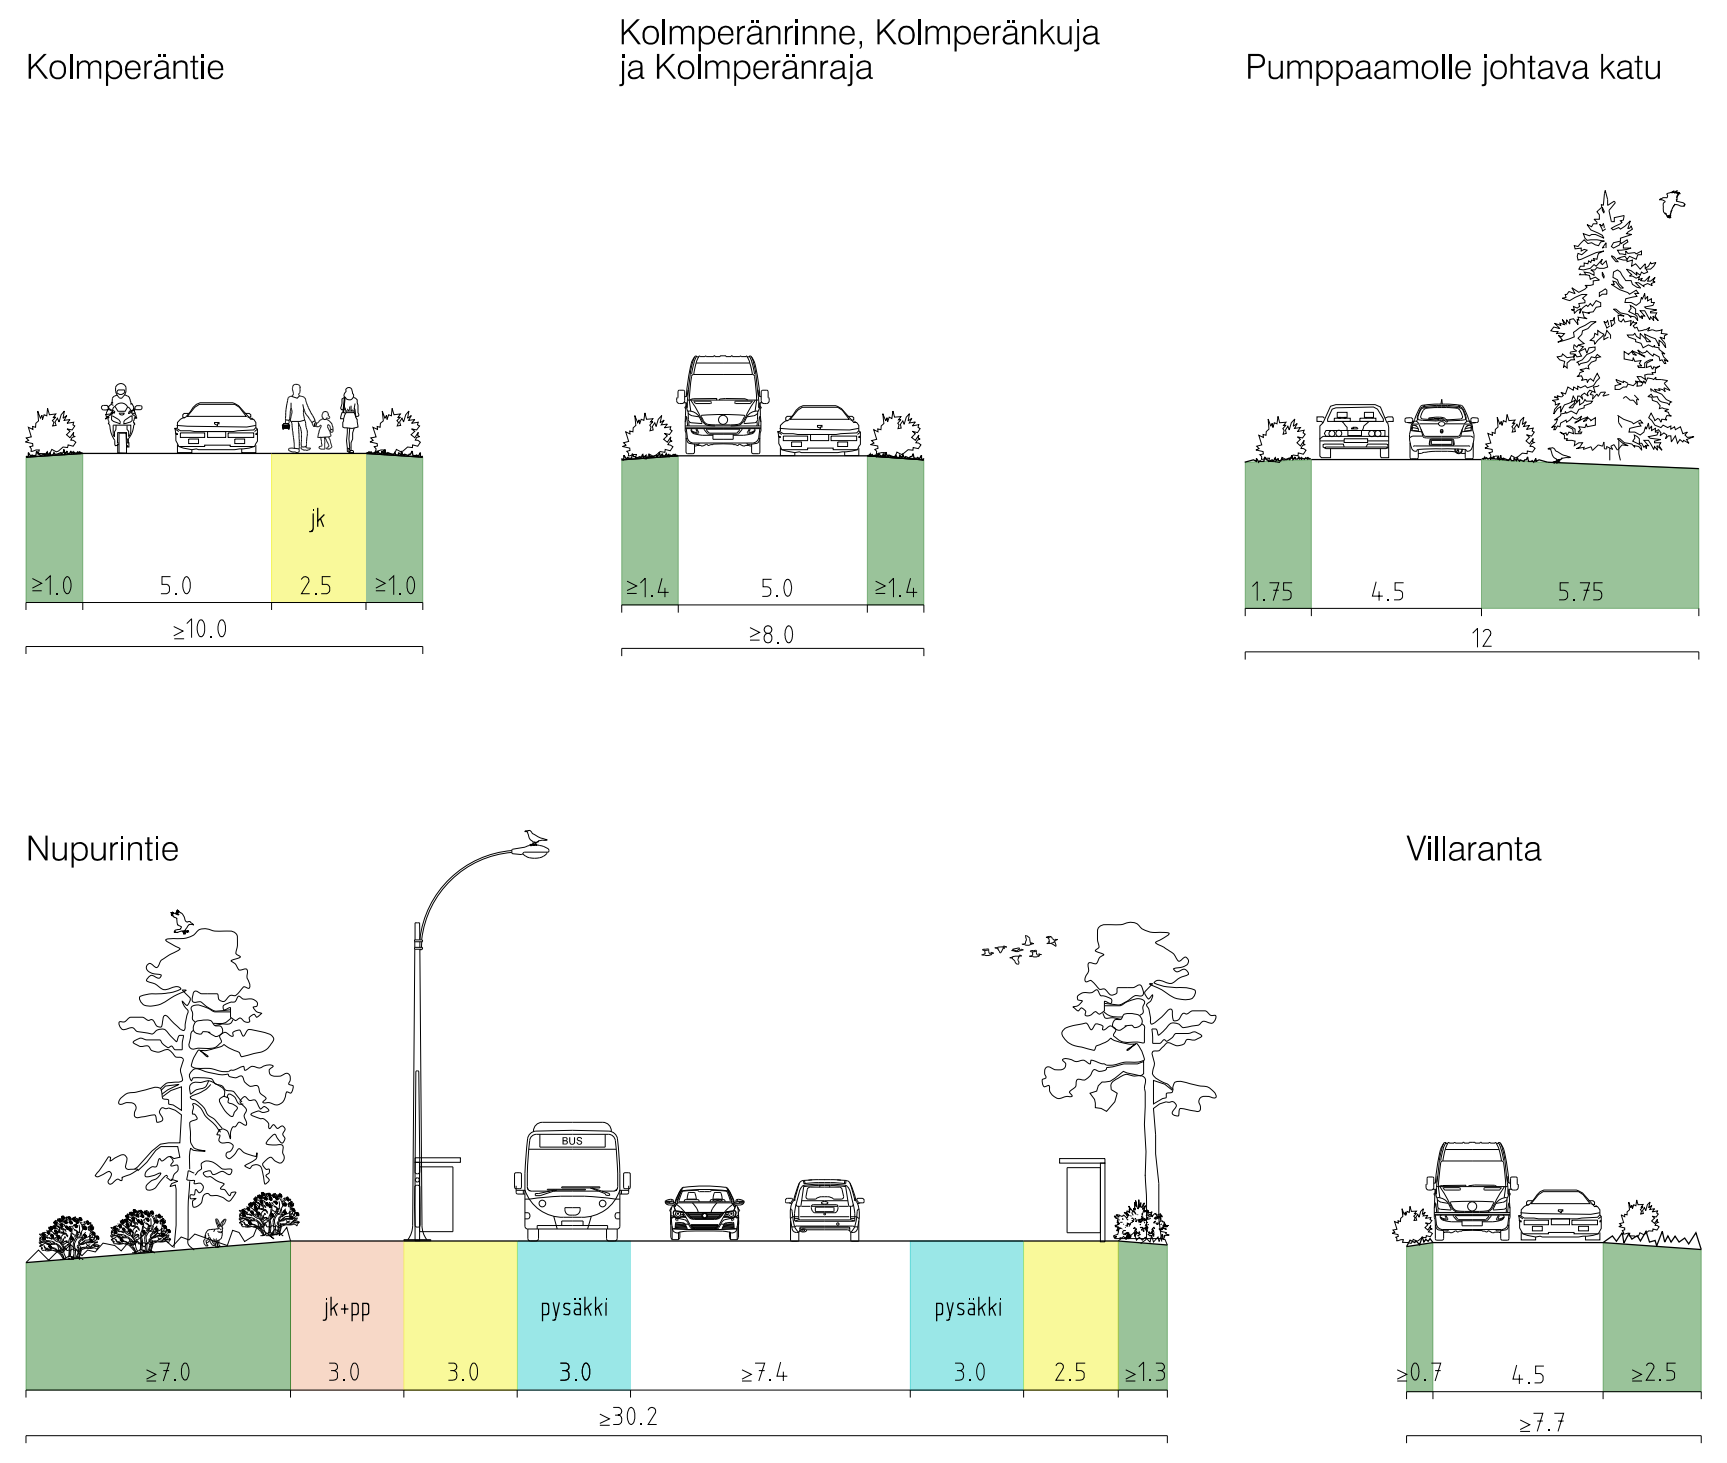 Kolmperäntie
Kolmperänrinne, Kolmperänkuja
ja Kolmperänraja
Pumppaamolle johtava katu
jk
≥1.0 5.0 2.5 ≥1.0
≥10.0
≥1.4 5.0 ≥1.4
≥8.0
1.75 4.5 5.75
12
Nupurintie
Villaranta
BUS
jk+pp pysäkki pysäkki
≥7.0 3.0 3.0 3.0 ≥7.4 3.0 2.5 ≥1.3
≥30.2
≥0.7 4.5 ≥2.5
≥7.7